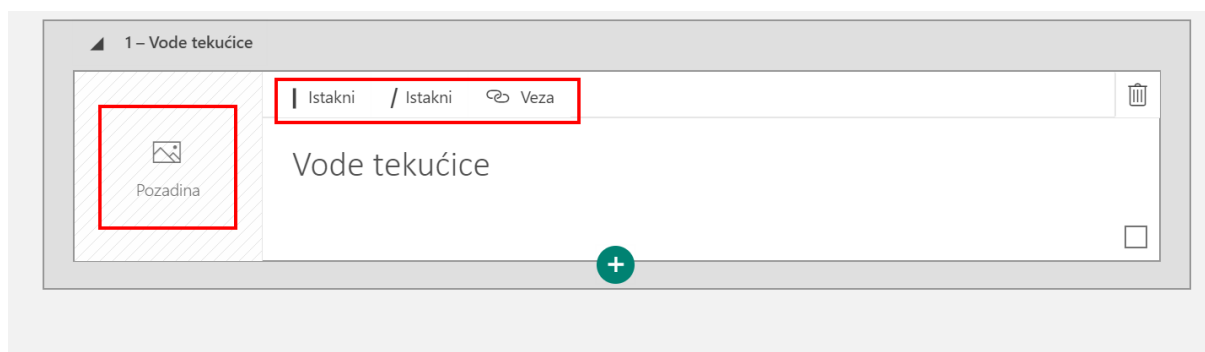 1 – Vode tekućice
Istakni Istakni Veza
Vode tekućice
Pozadina